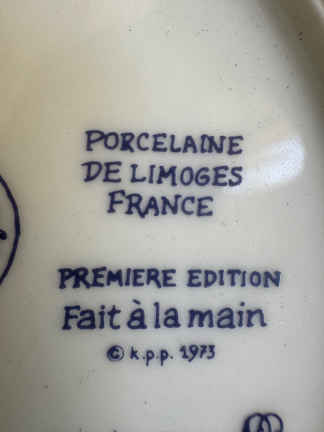 PORCELAINE
DE LIMOGES
FRANCE
PREMIERE EDITION
Fait à la main
© k.p.p. 1973